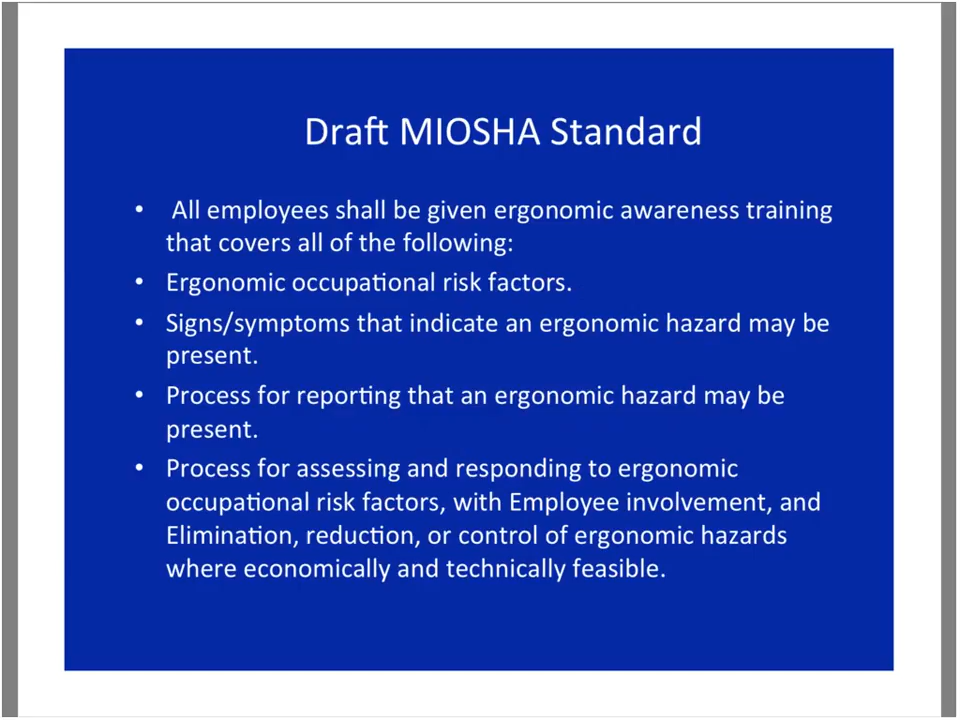 Draft MIOSHA Standard
• All employees shall be given ergonomic awareness training
that covers all of the following:
• Ergonomic occupational risk factors.
• Signs/symptoms that indicate an ergonomic hazard may be
present.
• Process for reporting that an ergonomic hazard may be
present.
• Process for assessing and responding to ergonomic
occupational risk factors, with Employee involvement, and
Elimination, reduction, or control of ergonomic hazards
where economically and technically feasible.